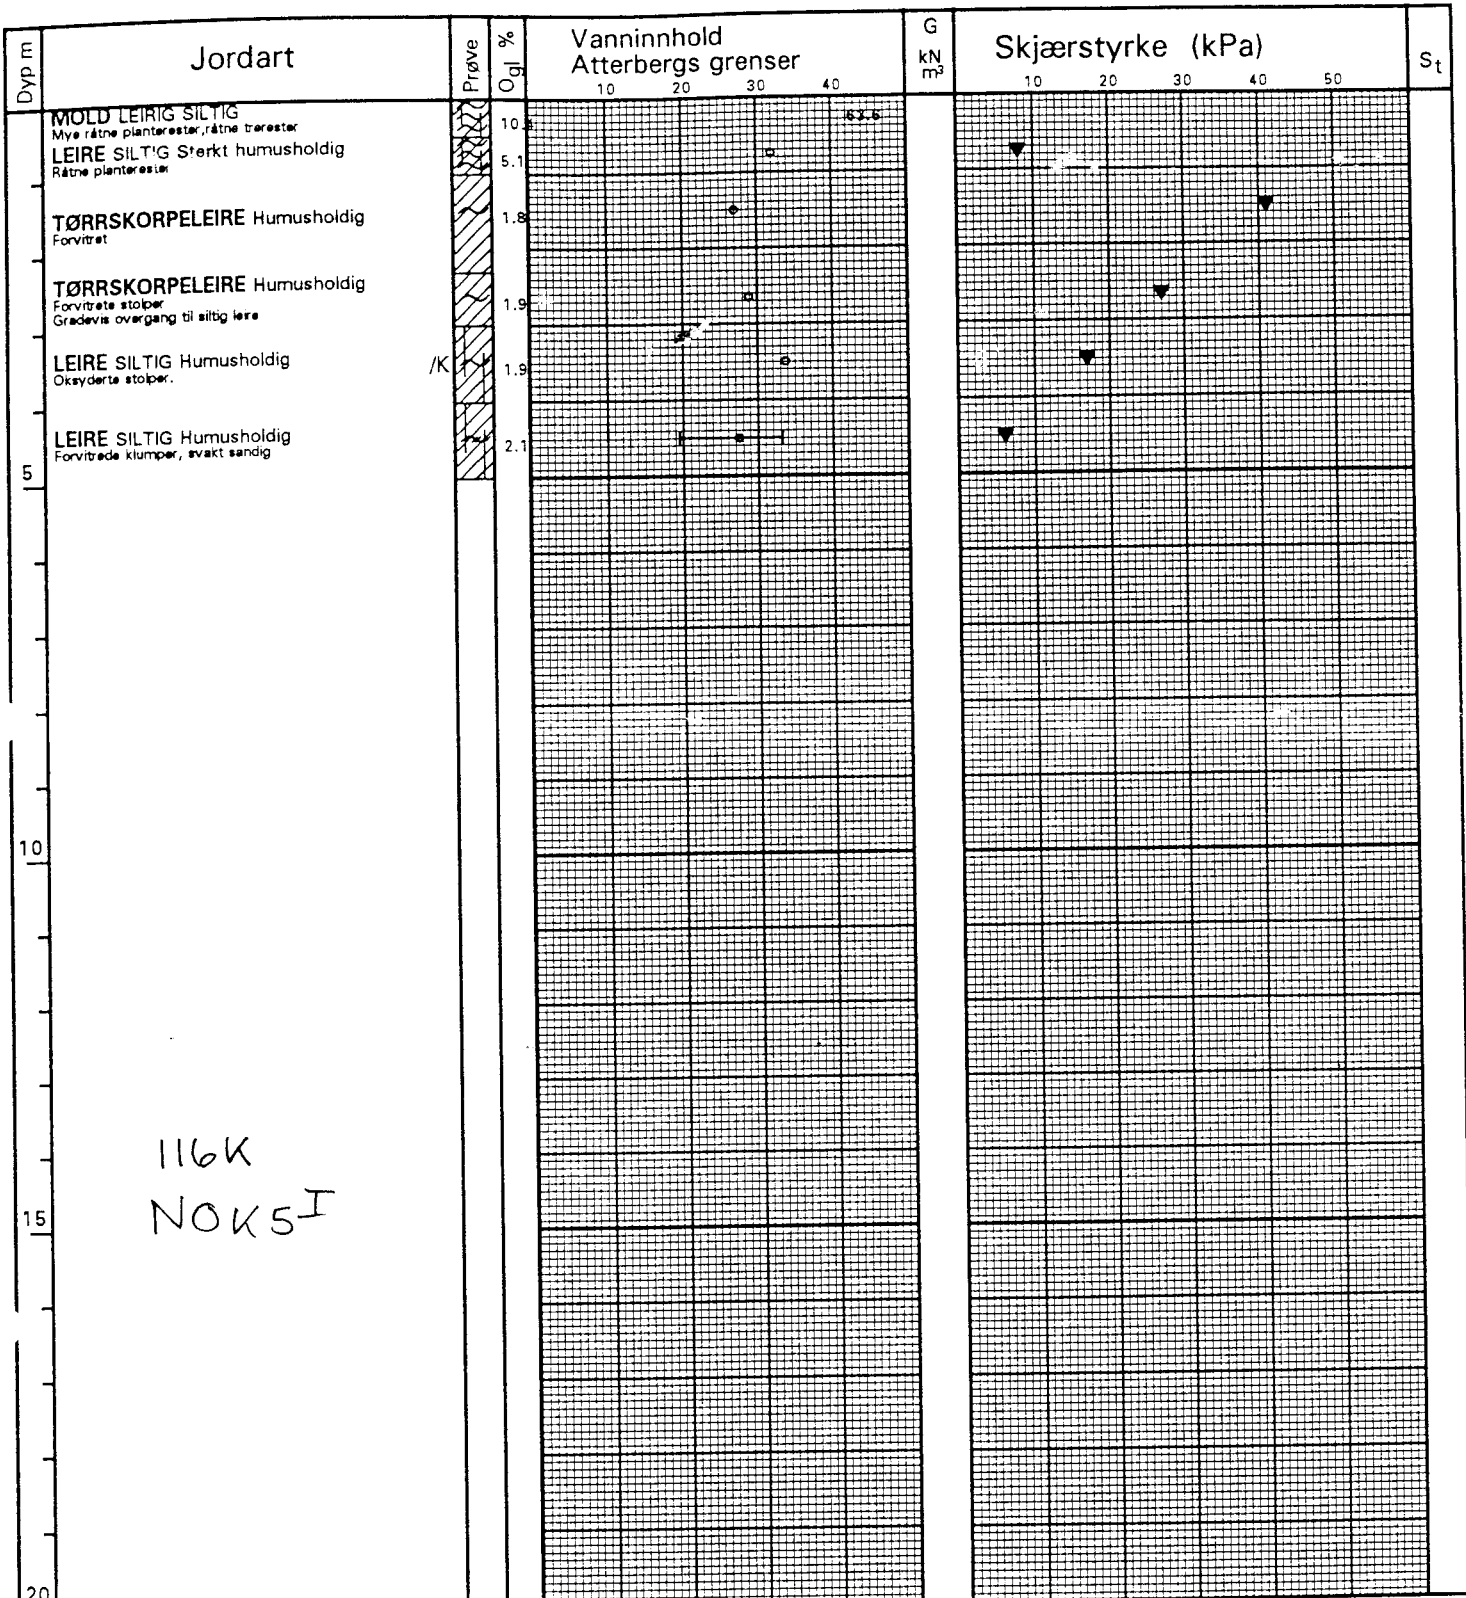 Dyp m
Jordart
Prøve
Ogl %
Vanninnhold
Atterbergs grenser
10 20 30 40
G
kN
m³
Skjærstyrke (kPa)
10 20 30 40 50
St
MOLD LEIRIG SILTIG
Mye råtne planterester, råtne trerester
10.
63.6
LEIRE SILTIG Sterkt humusholdig
Råtne planterester
5.1
TØRRSKORPELEIRE Humusholdig
Forvitret
1.8
TØRRSKORPELEIRE Humusholdig
Forvitrete stolper
Gradevis overgang til siltig leire
1.9
LEIRE SILTIG Humusholdig
Oksyderte stolper.
/K
1.9
LEIRE SILTIG Humusholdig
Forvitrede klumper, svakt sandig
2.1
5
10
116K
NOK5 I
15
20